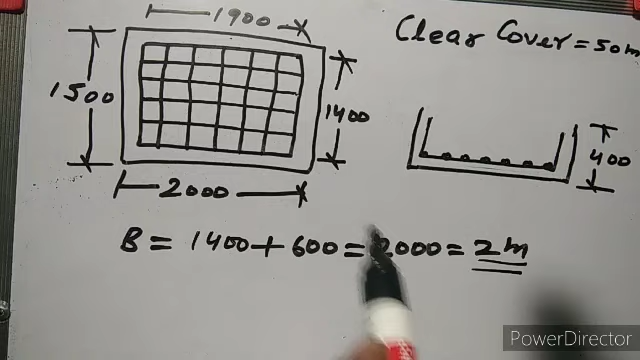 1900
Clear Cover = 50m
1500
1400
400
2000
B = 1400 + 600 = 2000 = 2m
PowerDirector